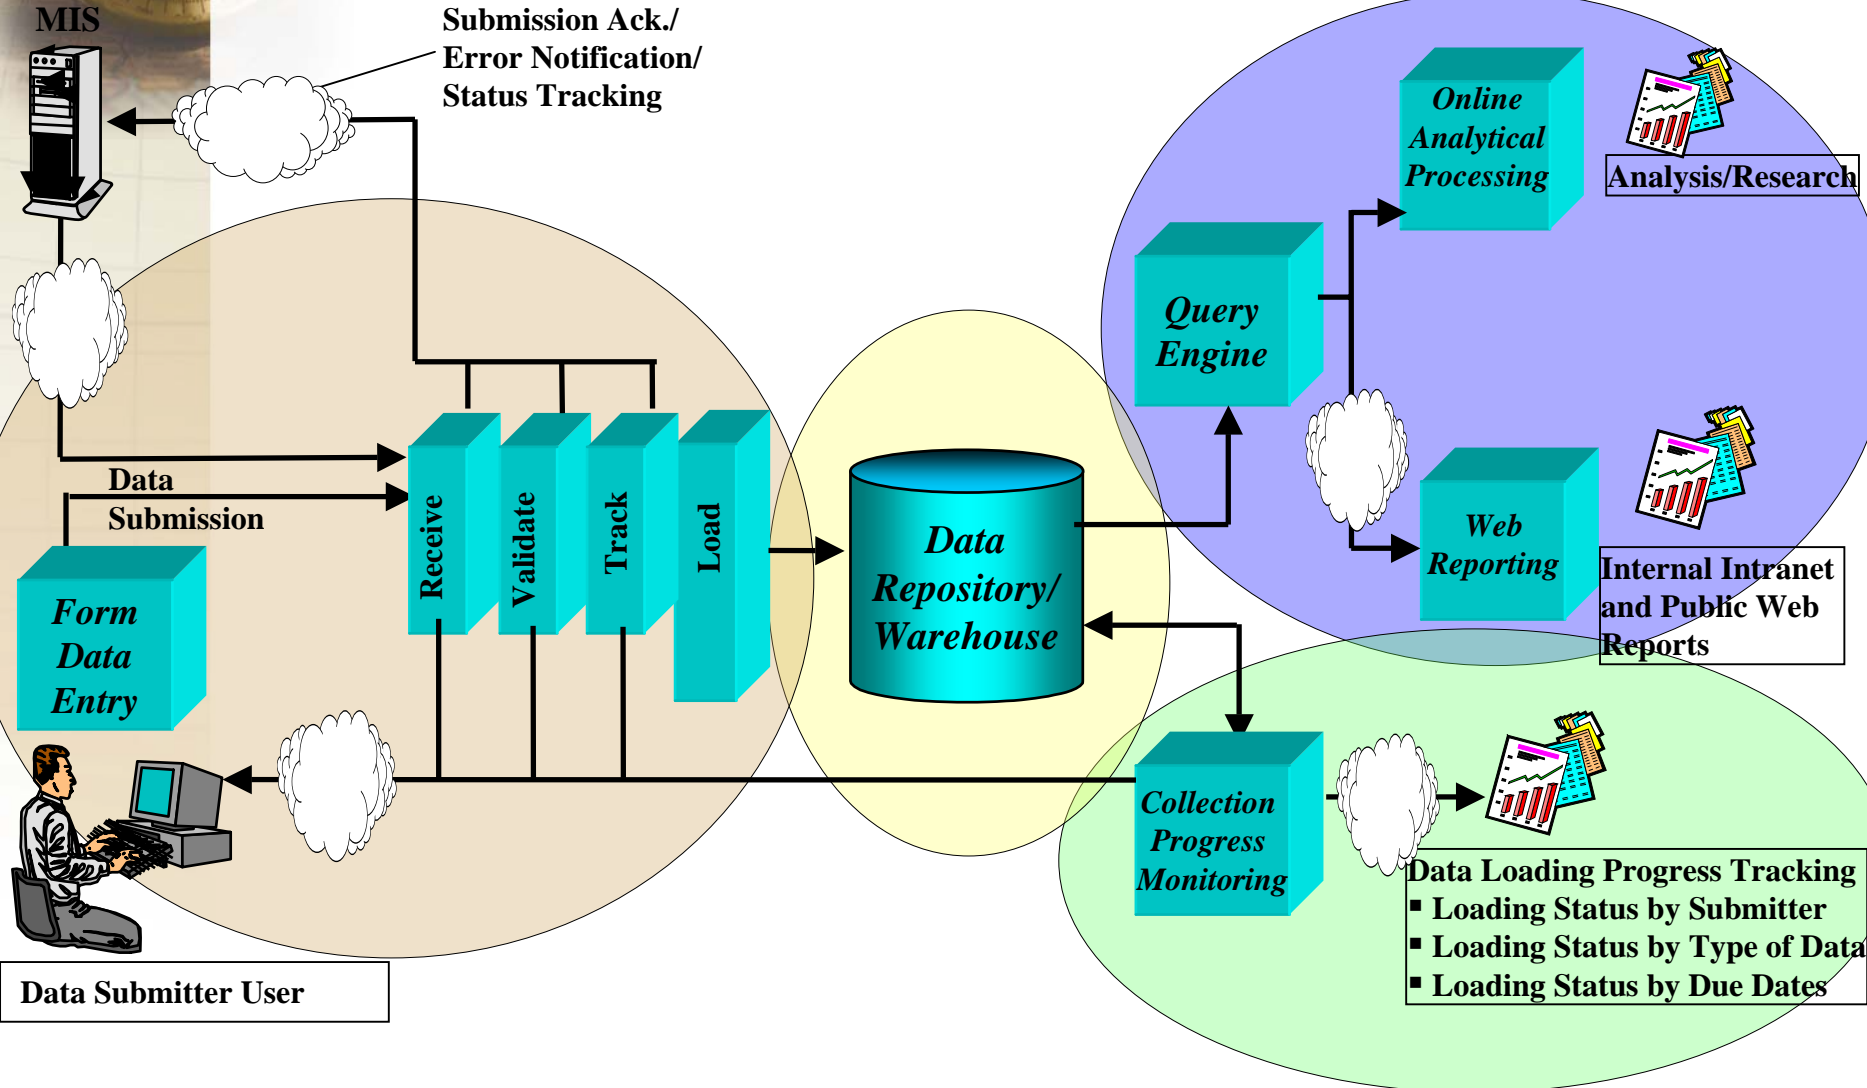 MIS
Submission Ack./
Error Notification/
Status Tracking
Online
Analytical
Processing
Analysis/Research
Query
Engine
Data
Submission
Receive
Validate
Track
Load
Data
Repository/
Warehouse
Web
Reporting
Internal Intranet
and Public Web
Reports
Form
Data
Entry
Collection
Progress
Monitoring
Data Loading Progress Tracking
▪ Loading Status by Submitter
▪ Loading Status by Type of Data
▪ Loading Status by Due Dates
Data Submitter User